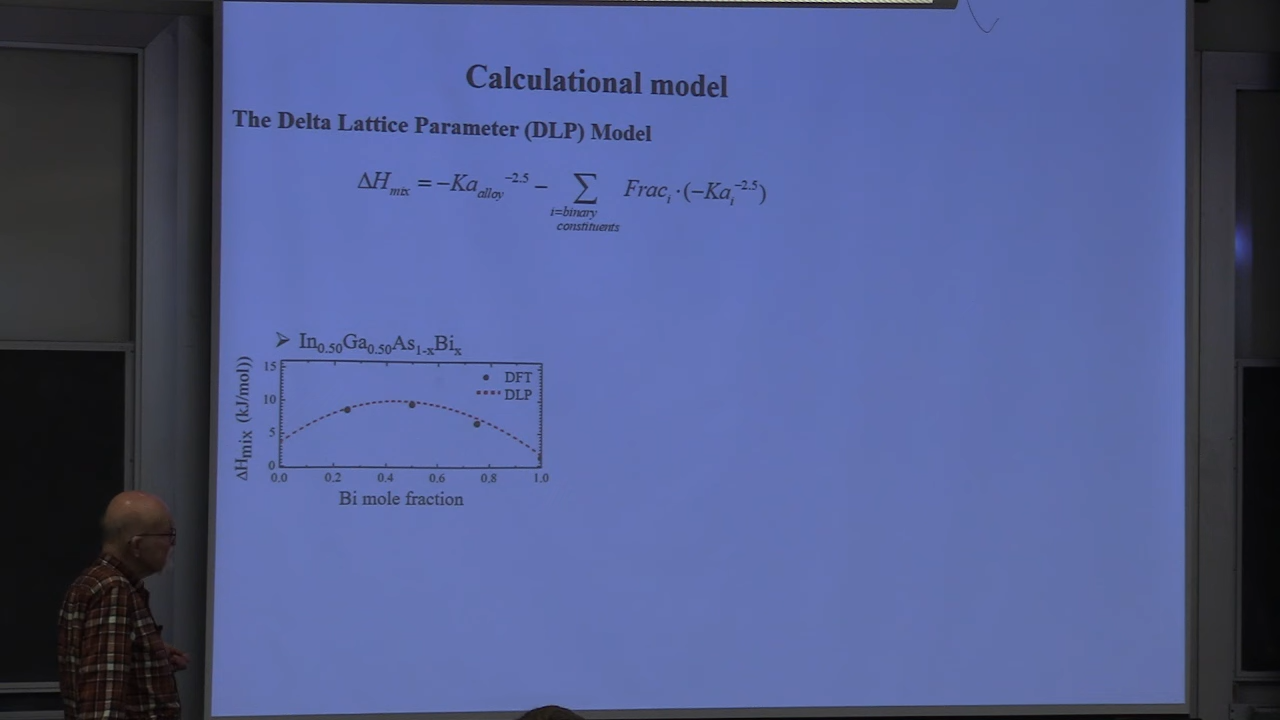 Calculational model
The Delta Lattice Parameter (DLP) Model
ΔH_mix = −Ka_alloy^−2.5 − ∑_{i=binary constituents} Frac_i · (−Ka_i^−2.5)
➢ In₀.₅₀Ga₀.₅₀As₁₋ₓBiₓ
ΔHmix (kJ/mol))
15
10
5
0
DFT
DLP
0.0 0.2 0.4 0.6 0.8 1.0
Bi mole fraction